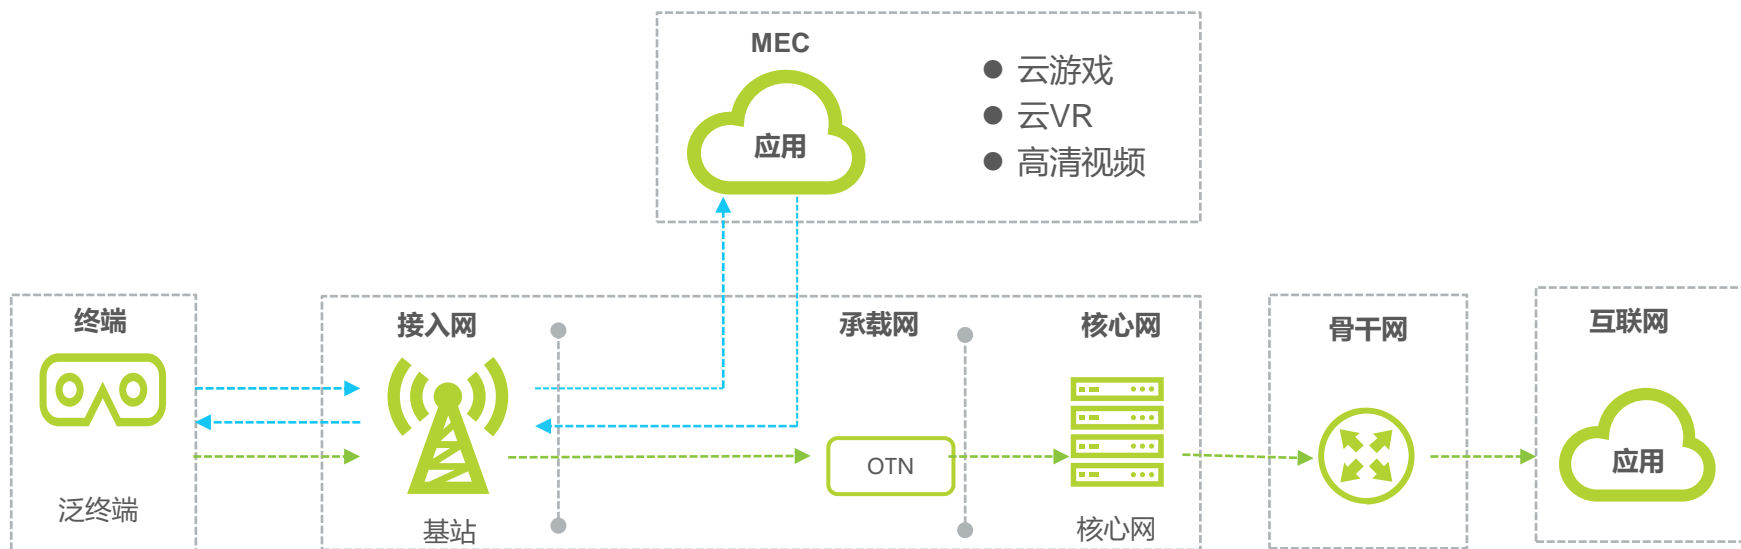 MEC
应用
云游戏
云VR
高清视频
终端
接入网
承载网
核心网
骨干网
互联网
OTN
应用
泛终端
基站
核心网